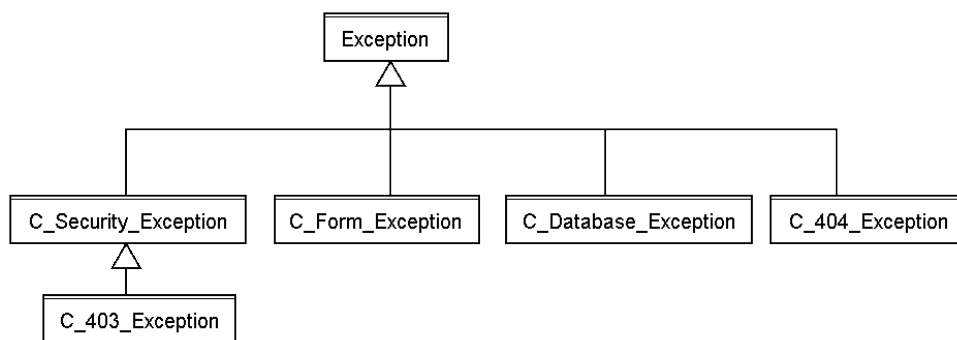 Exception
C_Security_Exception
C_Form_Exception
C_Database_Exception
C_404_Exception
C_403_Exception